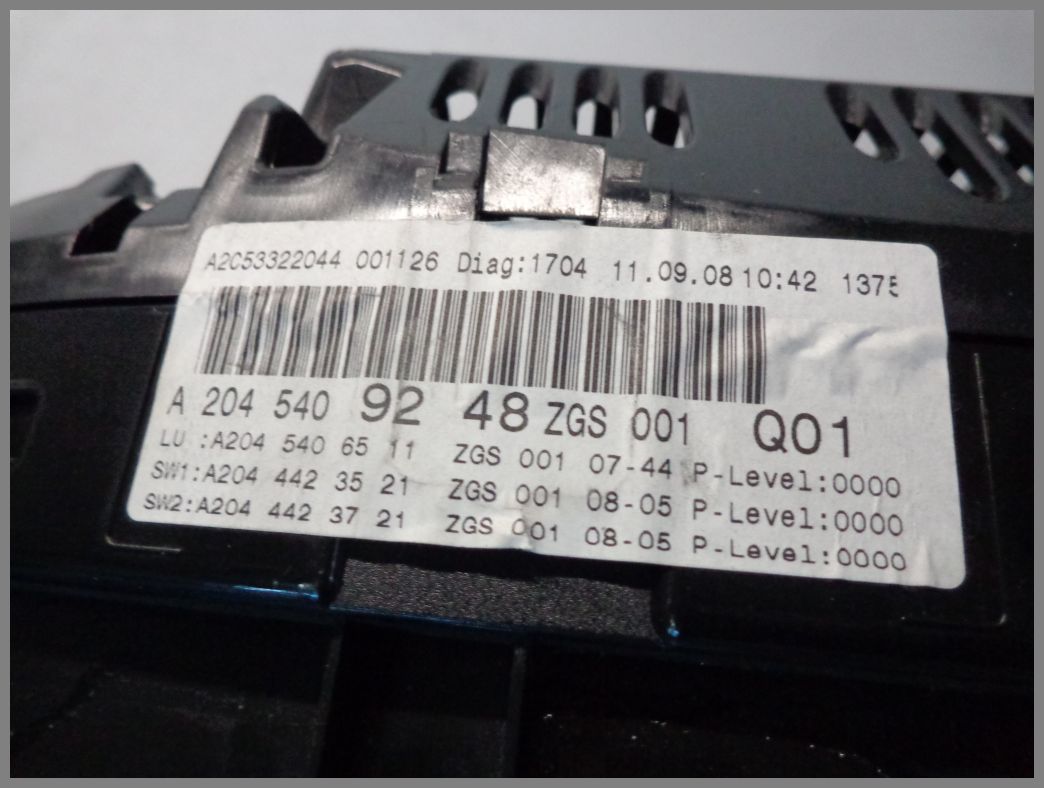 A2C53322044 001126 Diag:1704 11.09.08 10:42 1375
A 204 540 92 48 ZGS 001 Q01
LU :A204 540 65 11 ZGS 001 07-44 P-Level:0000
SW1:A204 442 35 21 ZGS 001 08-05 P-Level:0000
SW2:A204 442 37 21 ZGS 001 08-05 P-Level:0000